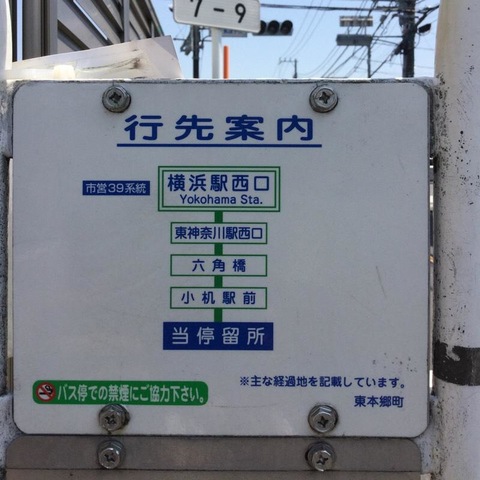 7-9
行先案内
市営39系統
横浜駅西口
Yokohama Sta.
東神奈川駅西口
六角橋
小机駅前
当停留所
バス停での禁煙にご協力下さい。
※主な経過地を記載しています。
東本郷町